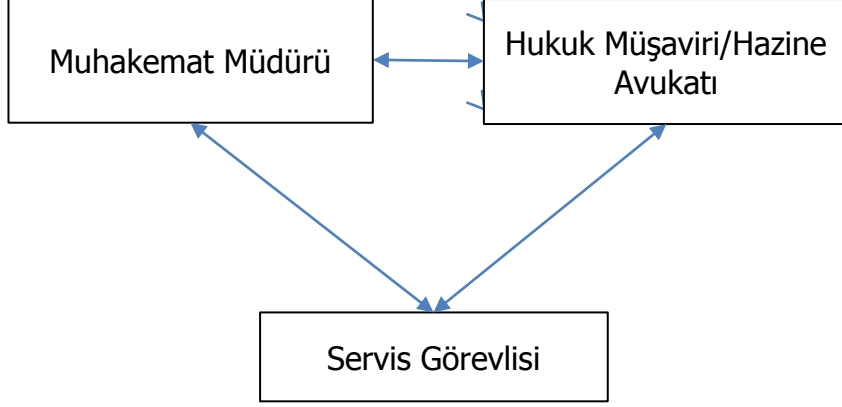 Muhakemat Müdürü
Hukuk Müşaviri/Hazine
Avukatı
Servis Görevlisi